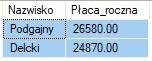 Nazwisko Płaca_roczna
Podgajny 26580.00
Delcki 24870.00